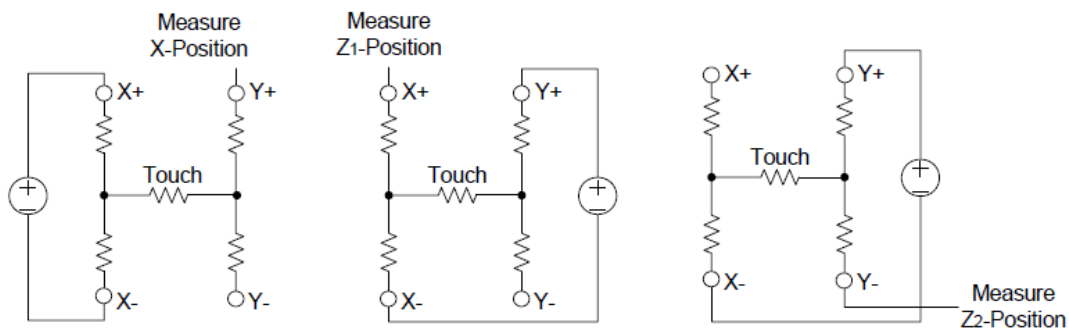 Measure
X-Position
Measure
Z1-Position
X+
Y+
X+
Y+
X+
Y+
Touch
Touch
Touch
+
+
+
X-
Y-
X-
Y-
X-
Y-
Measure
Z2-Position